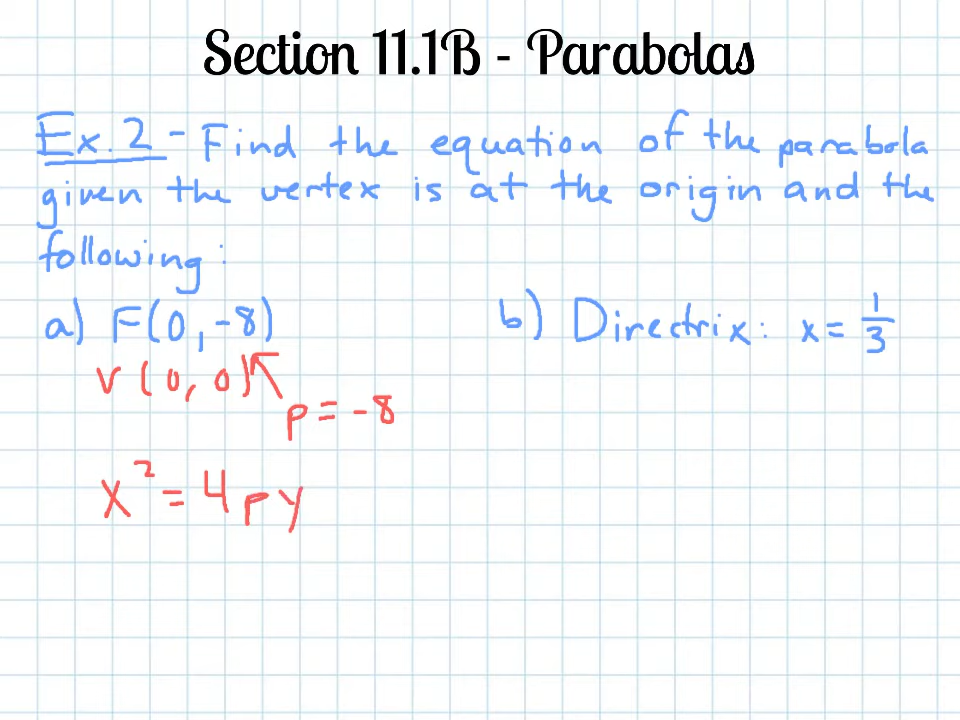 Section 11.1B - Parabolas
Ex. 2 - Find the equation of the parabola
given the vertex is at the origin and the
following:
a) F(0, -8)
V(0, 0)
p = -8
x² = 4py
b) Directrix: x = 1/3